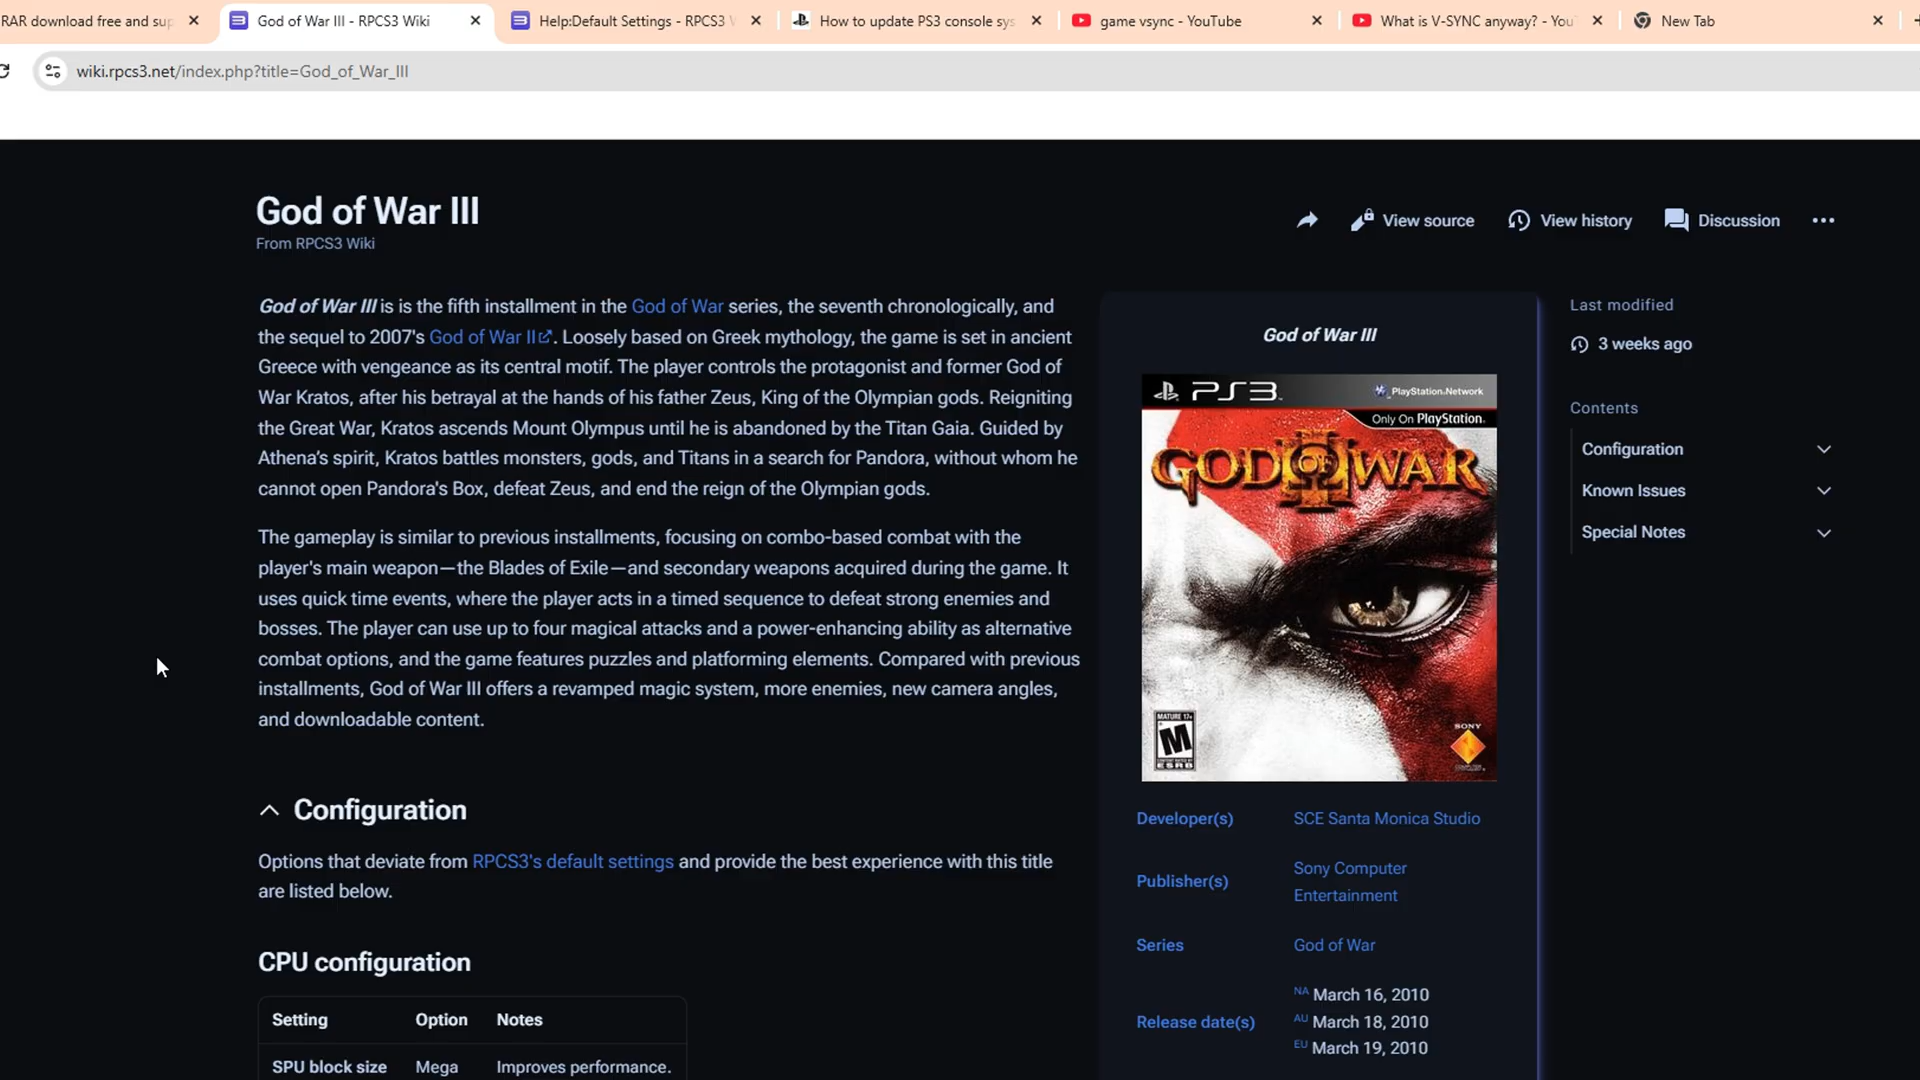 RAR download free and sup
God of War III - RPCS3 Wiki
Help:Default Settings - RPCS3 W
How to update PS3 console sys
game vsync - YouTube
What is V-SYNC anyway? - YouT
New Tab
wiki.rpcs3.net/index.php?title=God_of_War_III
God of War III
From RPCS3 Wiki
View source
View history
Discussion
God of War III is is the fifth installment in the God of War series, the seventh chronologically, and
the sequel to 2007's God of War II. Loosely based on Greek mythology, the game is set in ancient
Greece with vengeance as its central motif. The player controls the protagonist and former God of
War Kratos, after his betrayal at the hands of his father Zeus, King of the Olympian gods. Reigniting
the Great War, Kratos ascends Mount Olympus until he is abandoned by the Titan Gaia. Guided by
Athena's spirit, Kratos battles monsters, gods, and Titans in a search for Pandora, without whom he
cannot open Pandora's Box, defeat Zeus, and end the reign of the Olympian gods.
The gameplay is similar to previous installments, focusing on combo-based combat with the
player's main weapon—the Blades of Exile—and secondary weapons acquired during the game. It
uses quick time events, where the player acts in a timed sequence to defeat strong enemies and
bosses. The player can use up to four magical attacks and a power-enhancing ability as alternative
combat options, and the game features puzzles and platforming elements. Compared with previous
installments, God of War III offers a revamped magic system, more enemies, new camera angles,
and downloadable content.
Configuration
Options that deviate from RPCS3's default settings and provide the best experience with this title
are listed below.
CPU configuration
Setting Option Notes
SPU block size Mega Improves performance.
God of War III
PS3
PlayStation Network
Only On PlayStation
GOD OF WAR
III
MATURE 17+
M
ESRB
SONY
Developer(s) SCE Santa Monica Studio
Publisher(s) Sony Computer
Entertainment
Series God of War
Release date(s)
NA March 16, 2010
AU March 18, 2010
EU March 19, 2010
Last modified
3 weeks ago
Contents
Configuration
Known Issues
Special Notes